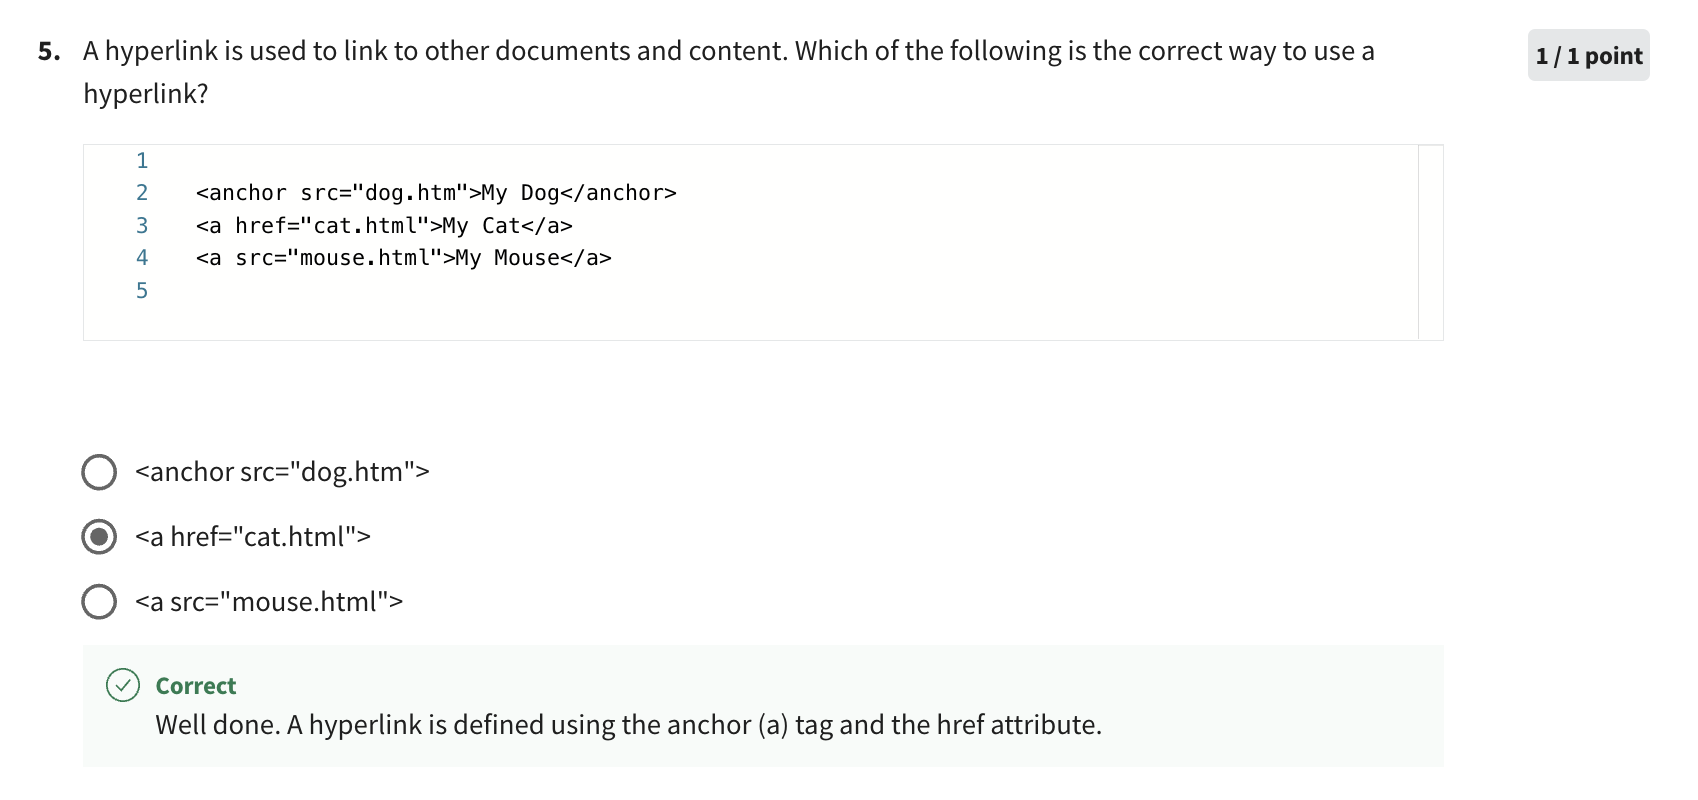 5. A hyperlink is used to link to other documents and content. Which of the following is the correct way to use a
hyperlink?
1 / 1 point
1
2 <anchor src="dog.htm">My Dog</anchor>
3 <a href="cat.html">My Cat</a>
4 <a src="mouse.html">My Mouse</a>
5
<anchor src="dog.htm">
<a href="cat.html">
<a src="mouse.html">
Correct
Well done. A hyperlink is defined using the anchor (a) tag and the href attribute.